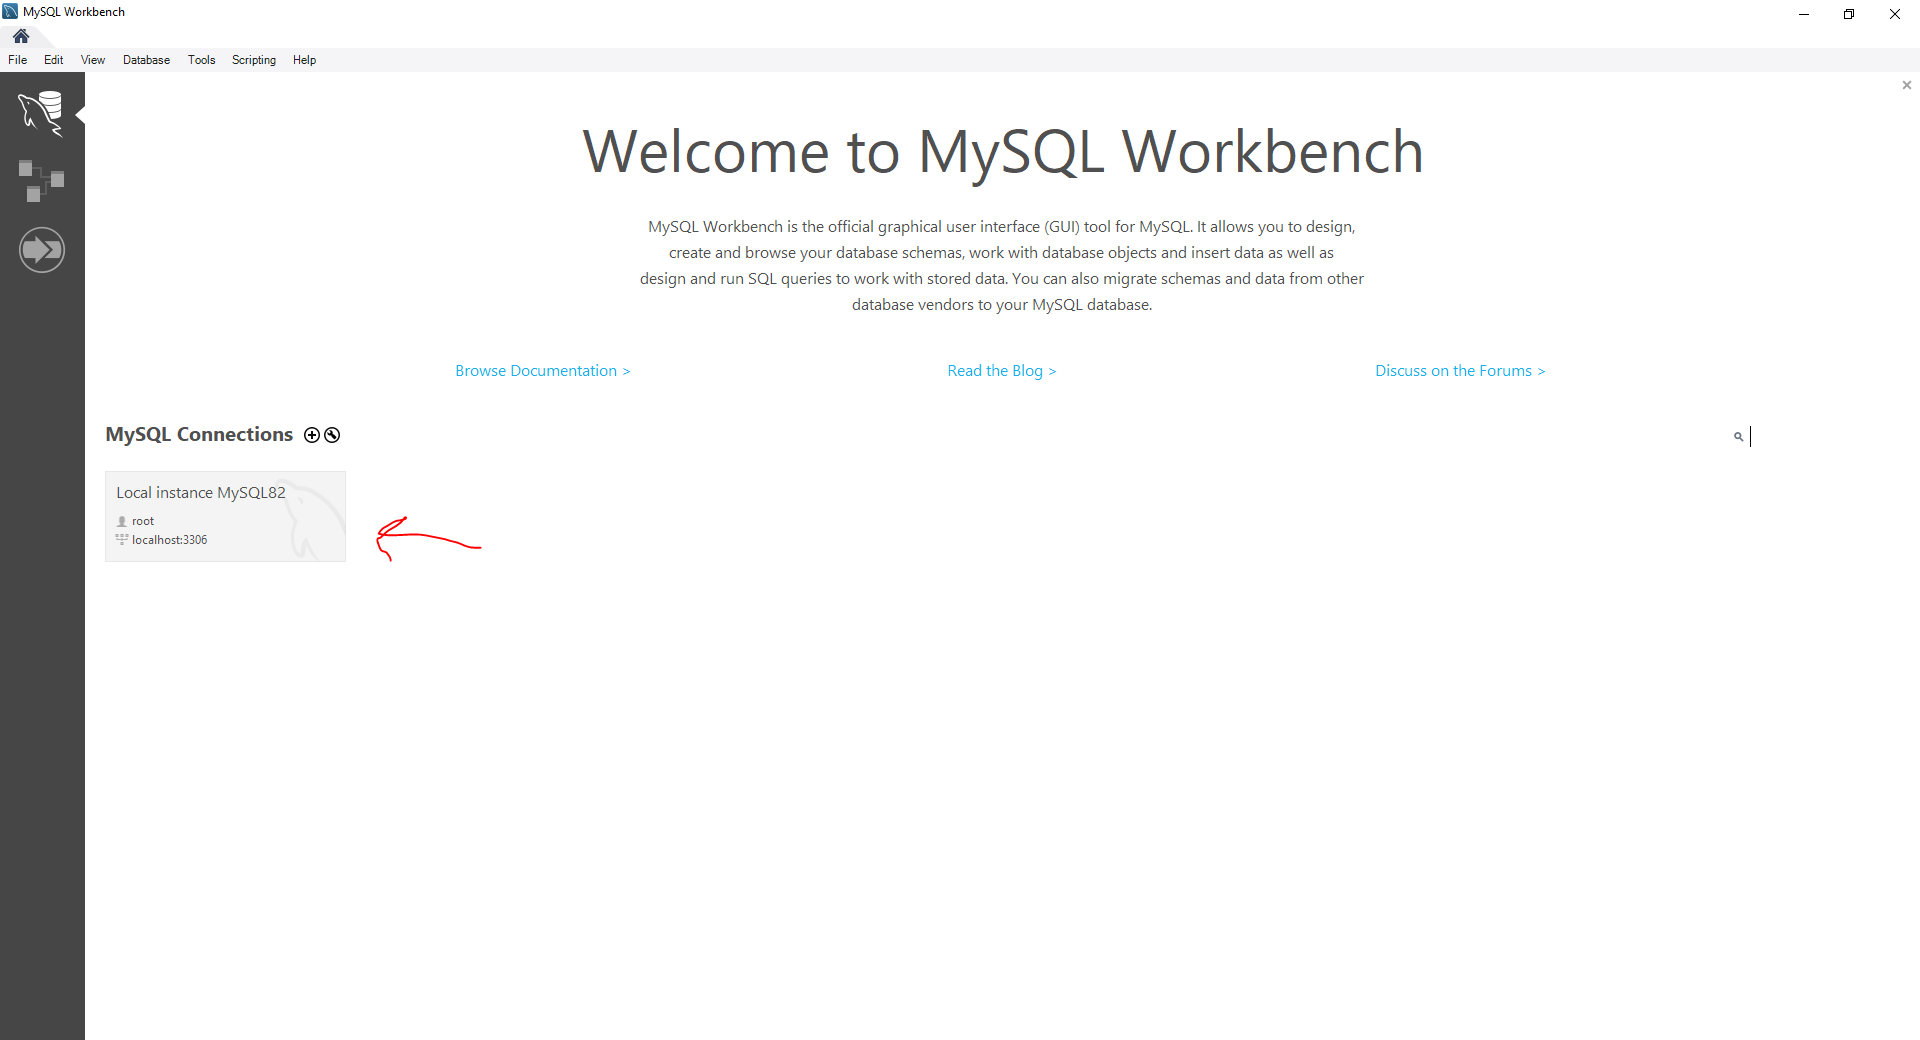 MySQL Workbench
File Edit View Database Tools Scripting Help
Welcome to MySQL Workbench
MySQL Workbench is the official graphical user interface (GUI) tool for MySQL. It allows you to design,
create and browse your database schemas, work with database objects and insert data as well as
design and run SQL queries to work with stored data. You can also migrate schemas and data from other
database vendors to your MySQL database.
Browse Documentation > Read the Blog > Discuss on the Forums >
MySQL Connections
Local instance MySQL82
root
localhost:3306